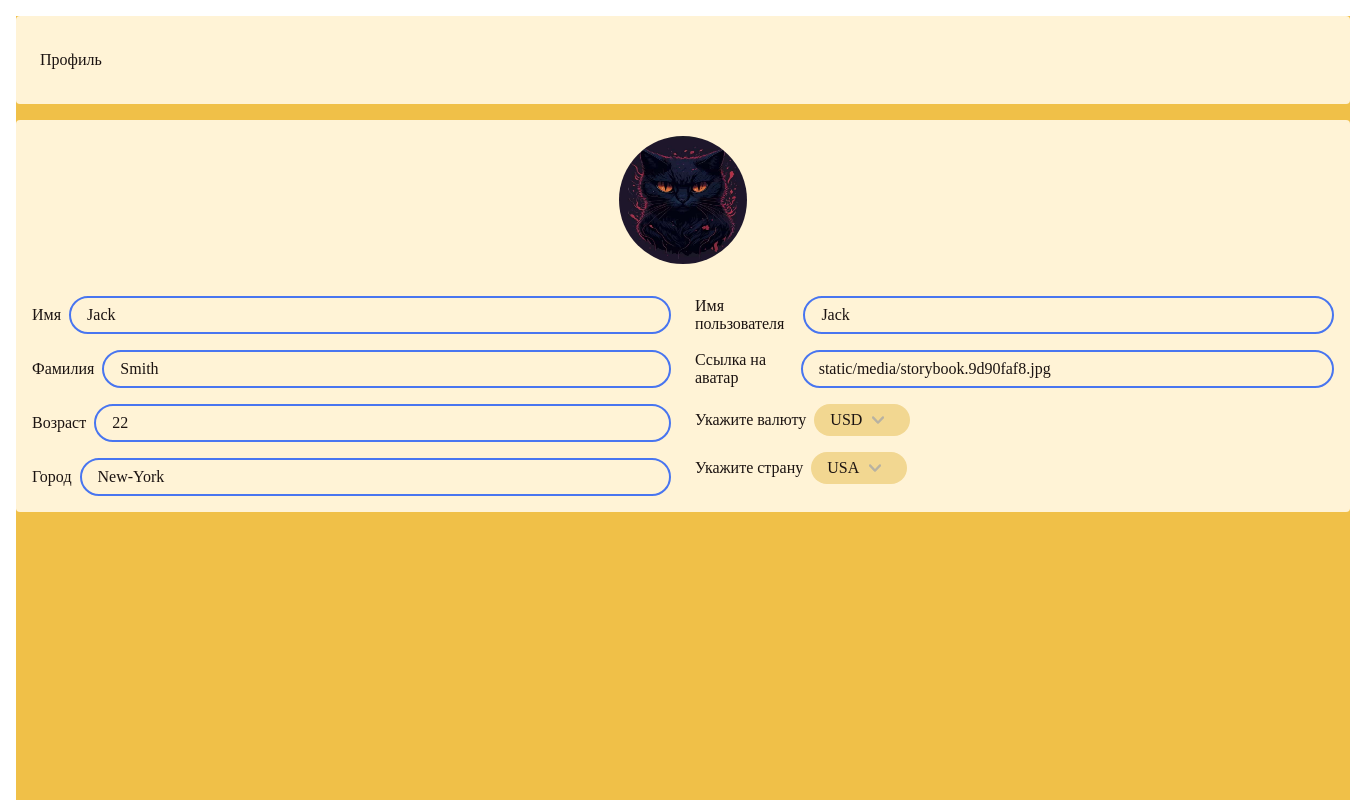 Профиль
Имя
Jack
Фамилия
Smith
Возраст
22
Город
New-York
Имя
пользователя
Jack
Ссылка на
аватар
static/media/storybook.9d90faf8.jpg
Укажите валюту
USD
Укажите страну
USA